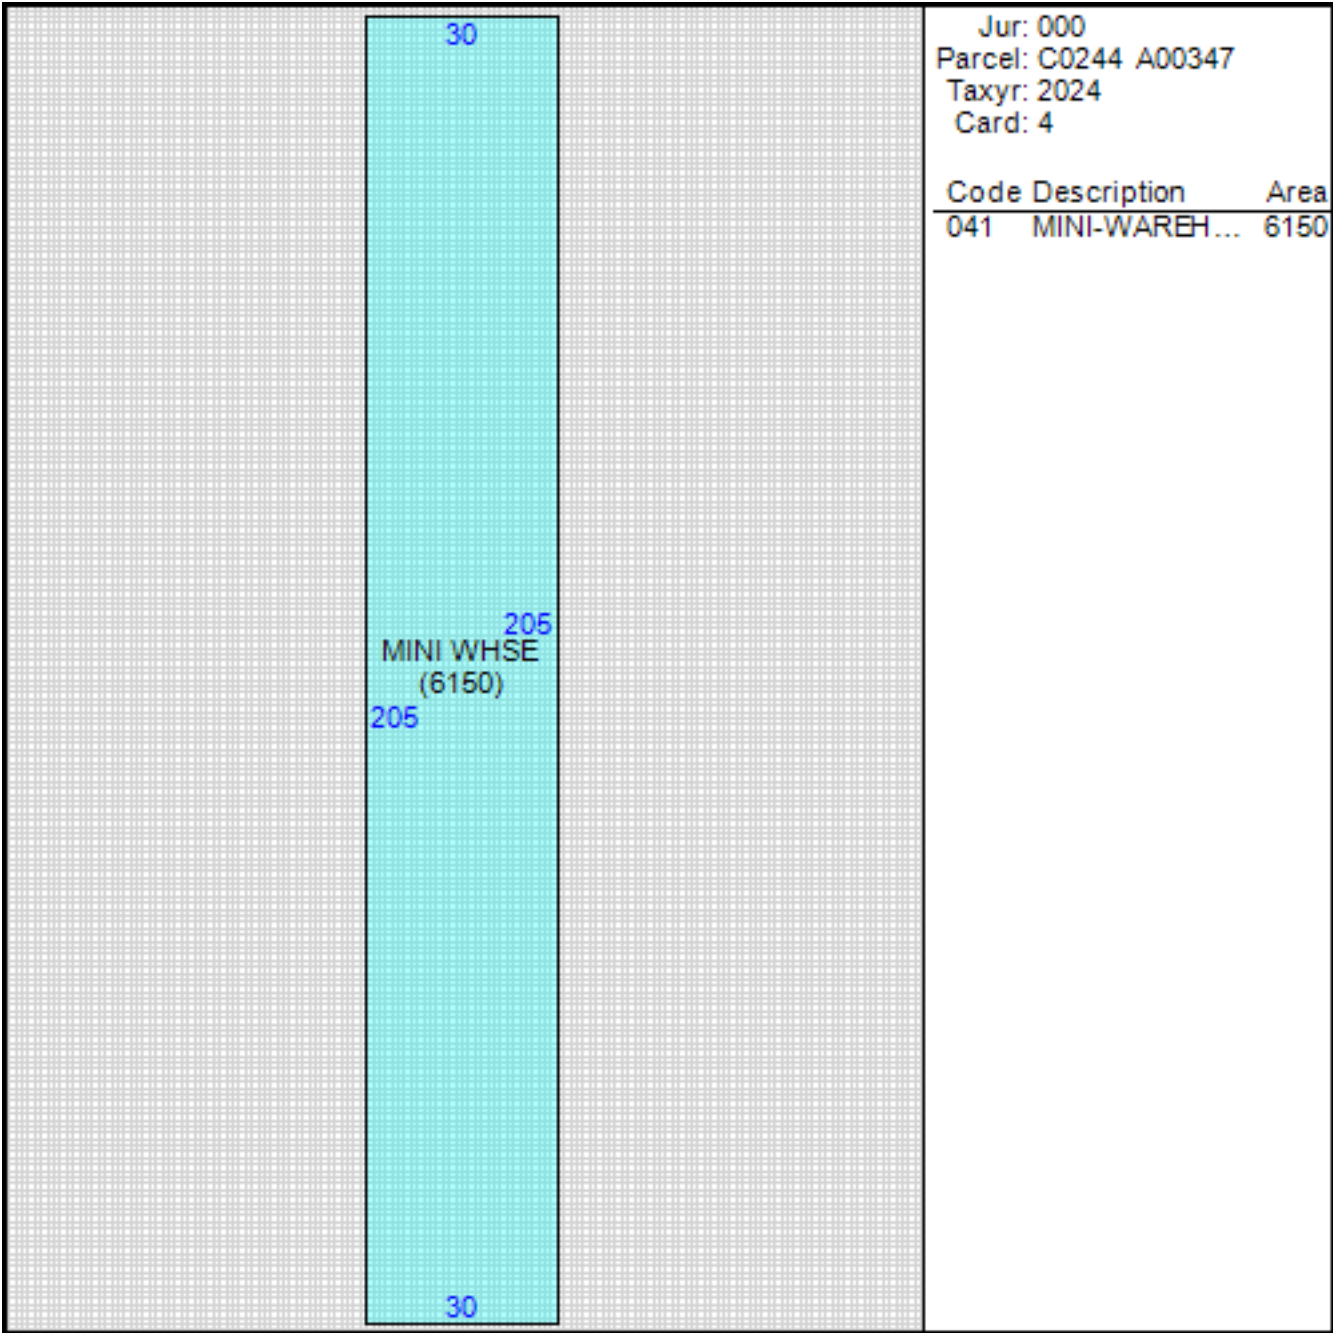 30
205
MINI WHSE
(6150)
205
30
Jur: 000
Parcel: C0244 A00347
Taxyr: 2024
Card: 4
Code Description Area
041 MINI-WAREH... 6150